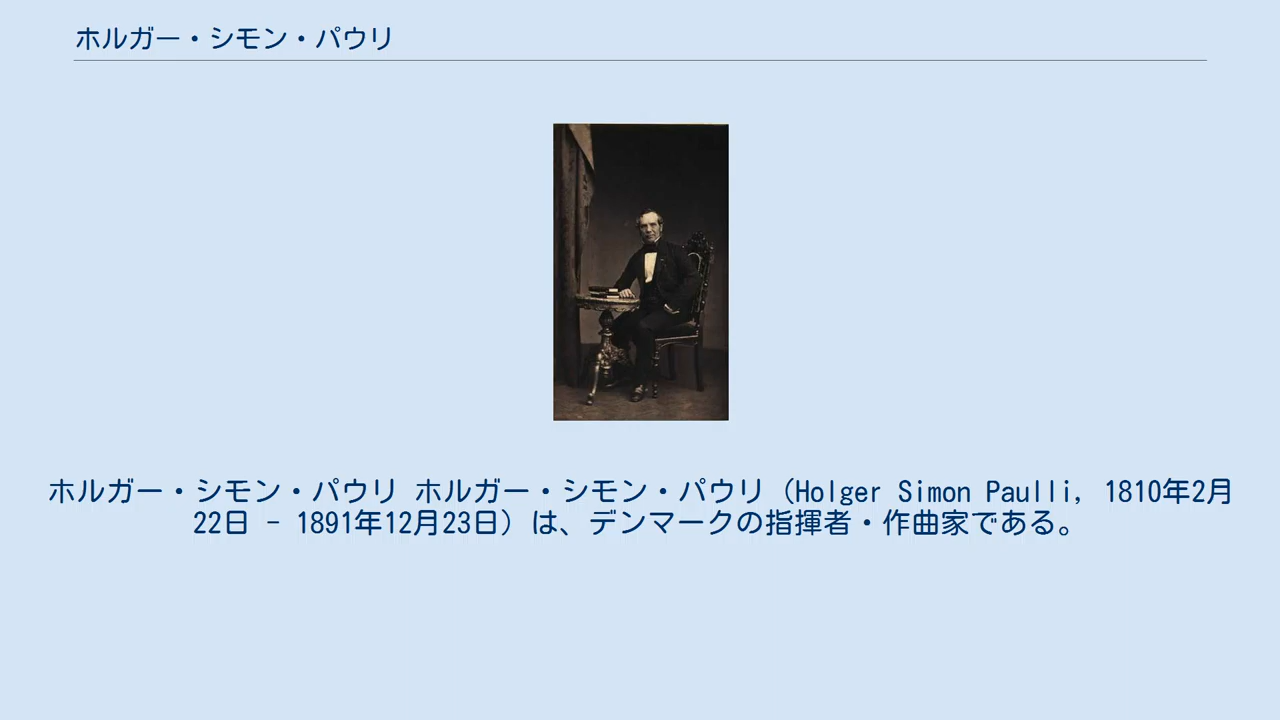 ホルガー・シモン・パウリ
ホルガー・シモン・パウリ ホルガー・シモン・パウリ（Holger Simon Paulli, 1810年2月
22日 - 1891年12月23日）は、デンマークの指揮者・作曲家である。